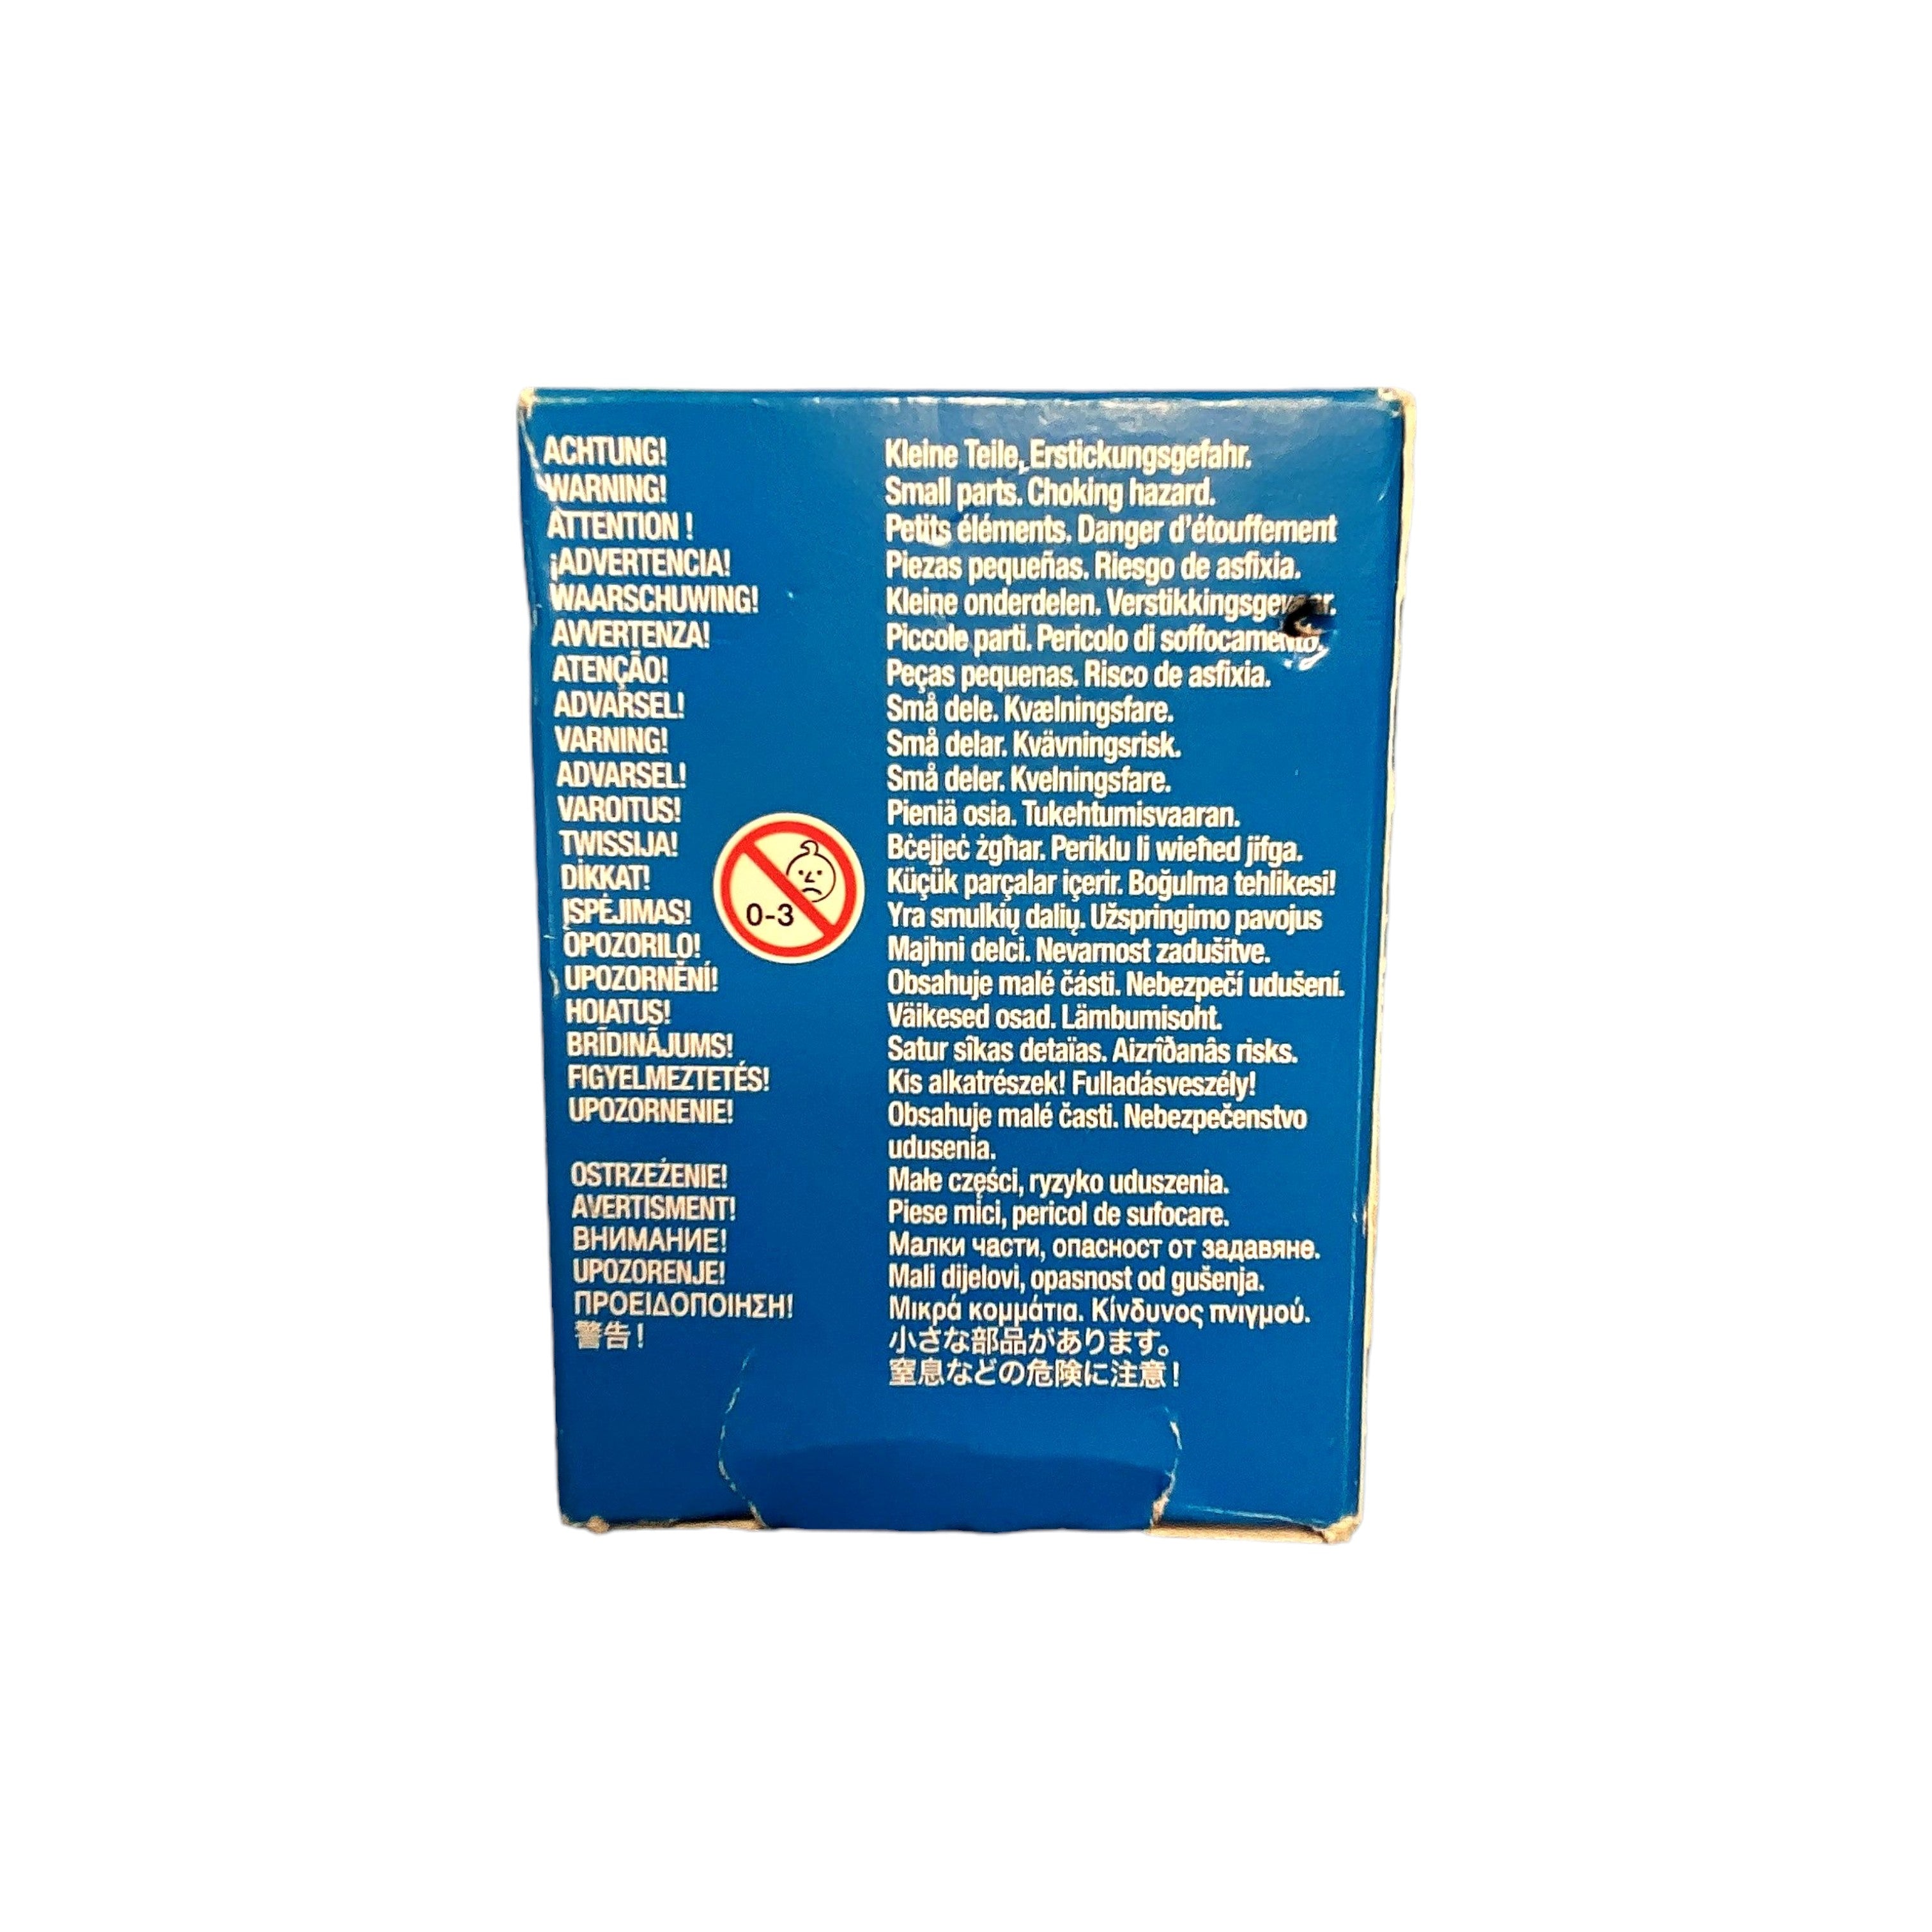 ACHTUNG! Kleine Teile, Erstickungsgefahr.
WARNING! Small parts. Choking hazard.
ATTENTION ! Petits éléments. Danger d'étouffement
¡ADVERTENCIA! Piezas pequeñas. Riesgo de asfixia.
WAARSCHUWING! Kleine onderdelen.
AVVERTENZA! Piccole parti. Pericolo di soffocamento.
ATENÇÃO! Peças pequenas. Risco de asfixia.
ADVARSEL! Små dele. Kvælningsfare.
VARNING! Små delar. Kvävningsrisk.
ADVARSEL! Små deler. Kvelningsfare.
VAROITUS! Pieniä osia. Tukehtumisvaaran.
TWISSIJA! Bċejjeċ żgħar. Periklu li wieħed jifga.
DİKKAT! Küçük parçalar içerir. Boğulma tehlikesi!
0-3
ĮSPĖJIMAS! Yra smulkių dalių. Užspringimo pavojus
OPOZORILO! Majhni delci. Nevarnost zadušitve.
UPOZORNĚNÍ! Obsahuje malé části. Nebezpečí udušení.
HOIATUS! Väikesed osad. Lämbumisoht.
BRĪDINĀJUMS! Satur sîkas detaïas. Aizrîðanâs risks.
FIGYELMEZTETÉS! Kis alkatrészek! Fulladásveszély!
UPOZORNENIE! Obsahuje malé časti. Nebezpečenstvo
udusenia.
OSTRZEŻENIE! Małe części, ryzyko uduszenia.
AVERTISMENT! Piese mici, pericol de sufocare.
ВНИМАНИЕ! Малки части, опасност от задавяне.
UPOZORENJE! Mali dijelovi, opasnost od gušenja.
ΠΡΟΕΙΔΟΠΟΙΗΣΗ! Μικρά κομμάτια. Κίνδυνος πνιγμού.
警告! 小さな部品があります。
窒息などの危険に注意!